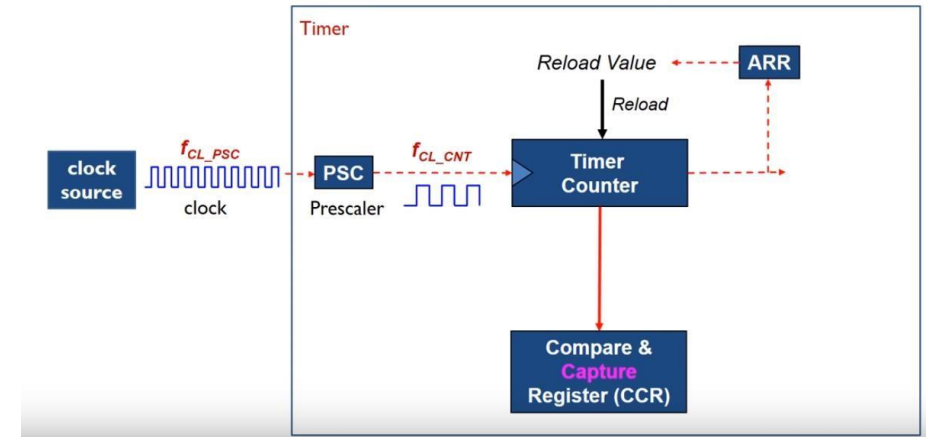 Timer
Reload Value
ARR
Reload
clock
source
f_CL_PSC
clock
PSC
Prescaler
f_CL_CNT
Timer
Counter
Compare &
Capture
Register (CCR)